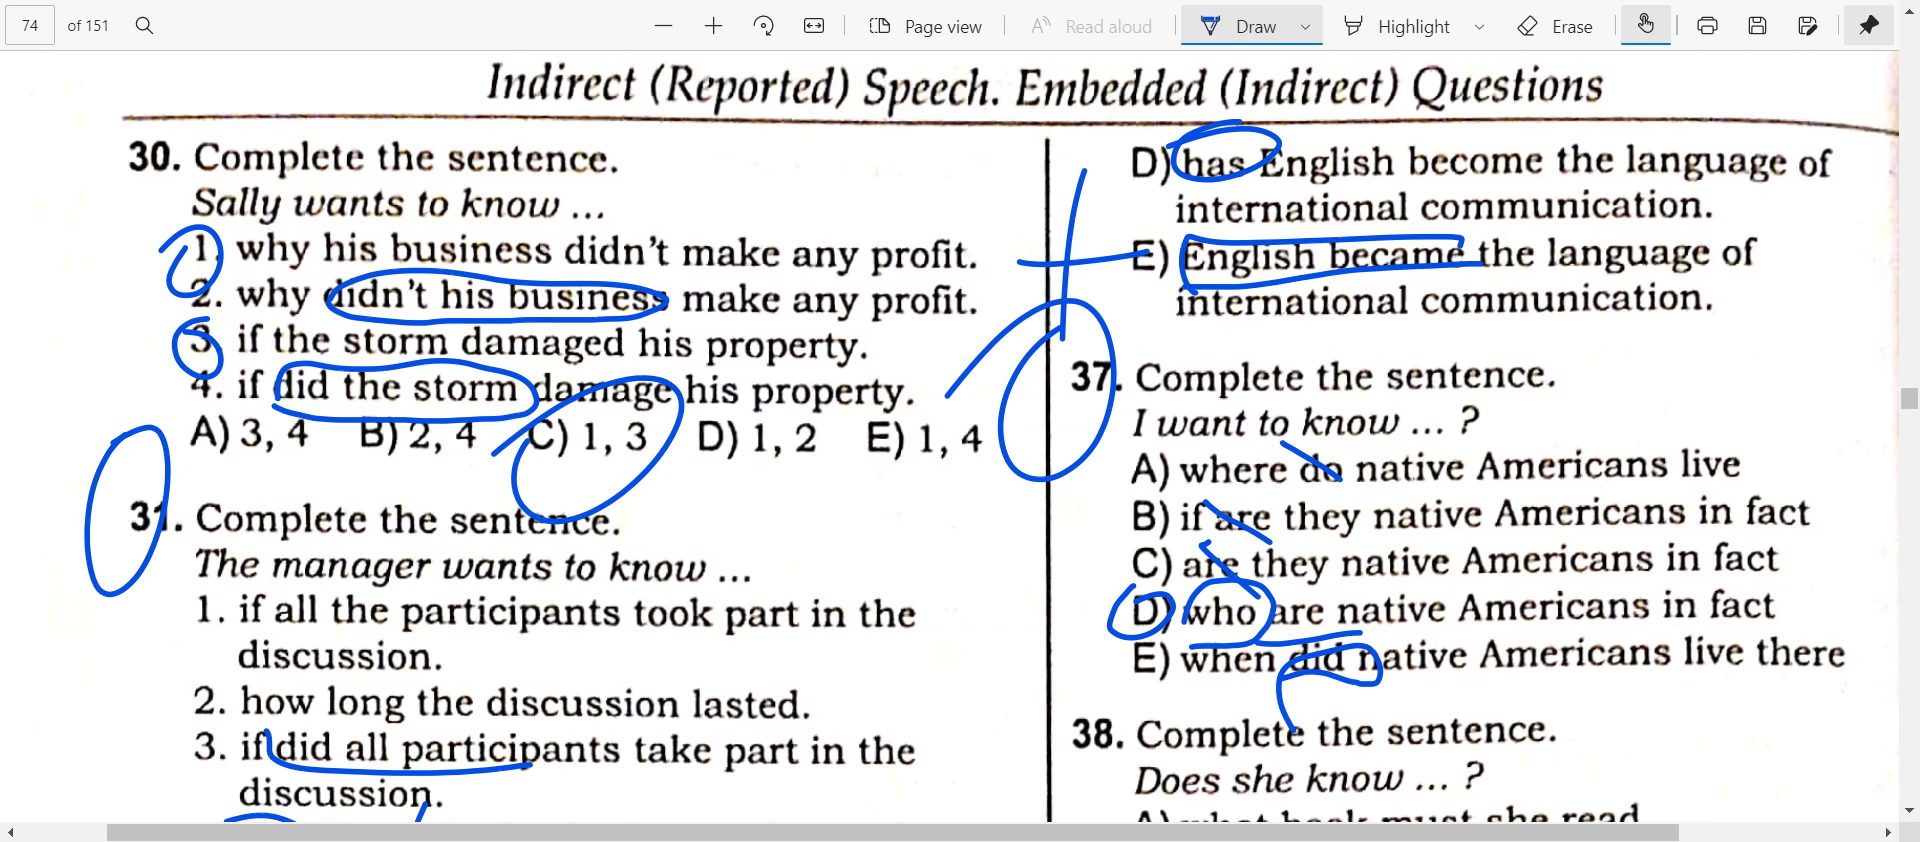 74 of 151 Page view Read aloud Draw Highlight Erase
Indirect (Reported) Speech. Embedded (Indirect) Questions
30. Complete the sentence.
Sally wants to know ...
1. why his business didn't make any profit.
2. why didn't his business make any profit.
3. if the storm damaged his property.
4. if did the storm damage his property.
A) 3, 4 B) 2, 4 C) 1, 3 D) 1, 2 E) 1, 4
31. Complete the sentence.
The manager wants to know ...
1. if all the participants took part in the
discussion.
2. how long the discussion lasted.
3. if did all participants take part in the
discussion.
D) has English become the language of
international communication.
E) English became the language of
international communication.
37. Complete the sentence.
I want to know ... ?
A) where do native Americans live
B) if are they native Americans in fact
C) are they native Americans in fact
D) who are native Americans in fact
E) when did native Americans live there
38. Complete the sentence.
Does she know ... ?
A) what book must she read